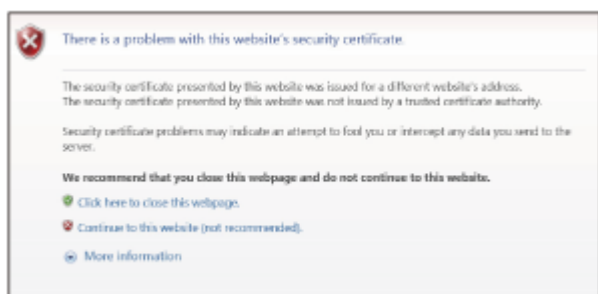 There is a problem with this website's security certificate.
The security certificate presented by this website was issued for a different website's address.
The security certificate presented by this website was not issued by a trusted certificate authority.
Security certificate problems may indicate an attempt to fool you or intercept any data you send to the
server.
We recommend that you close this webpage and do not continue to this website.
Click here to close this webpage.
Continue to this website (not recommended).
More information